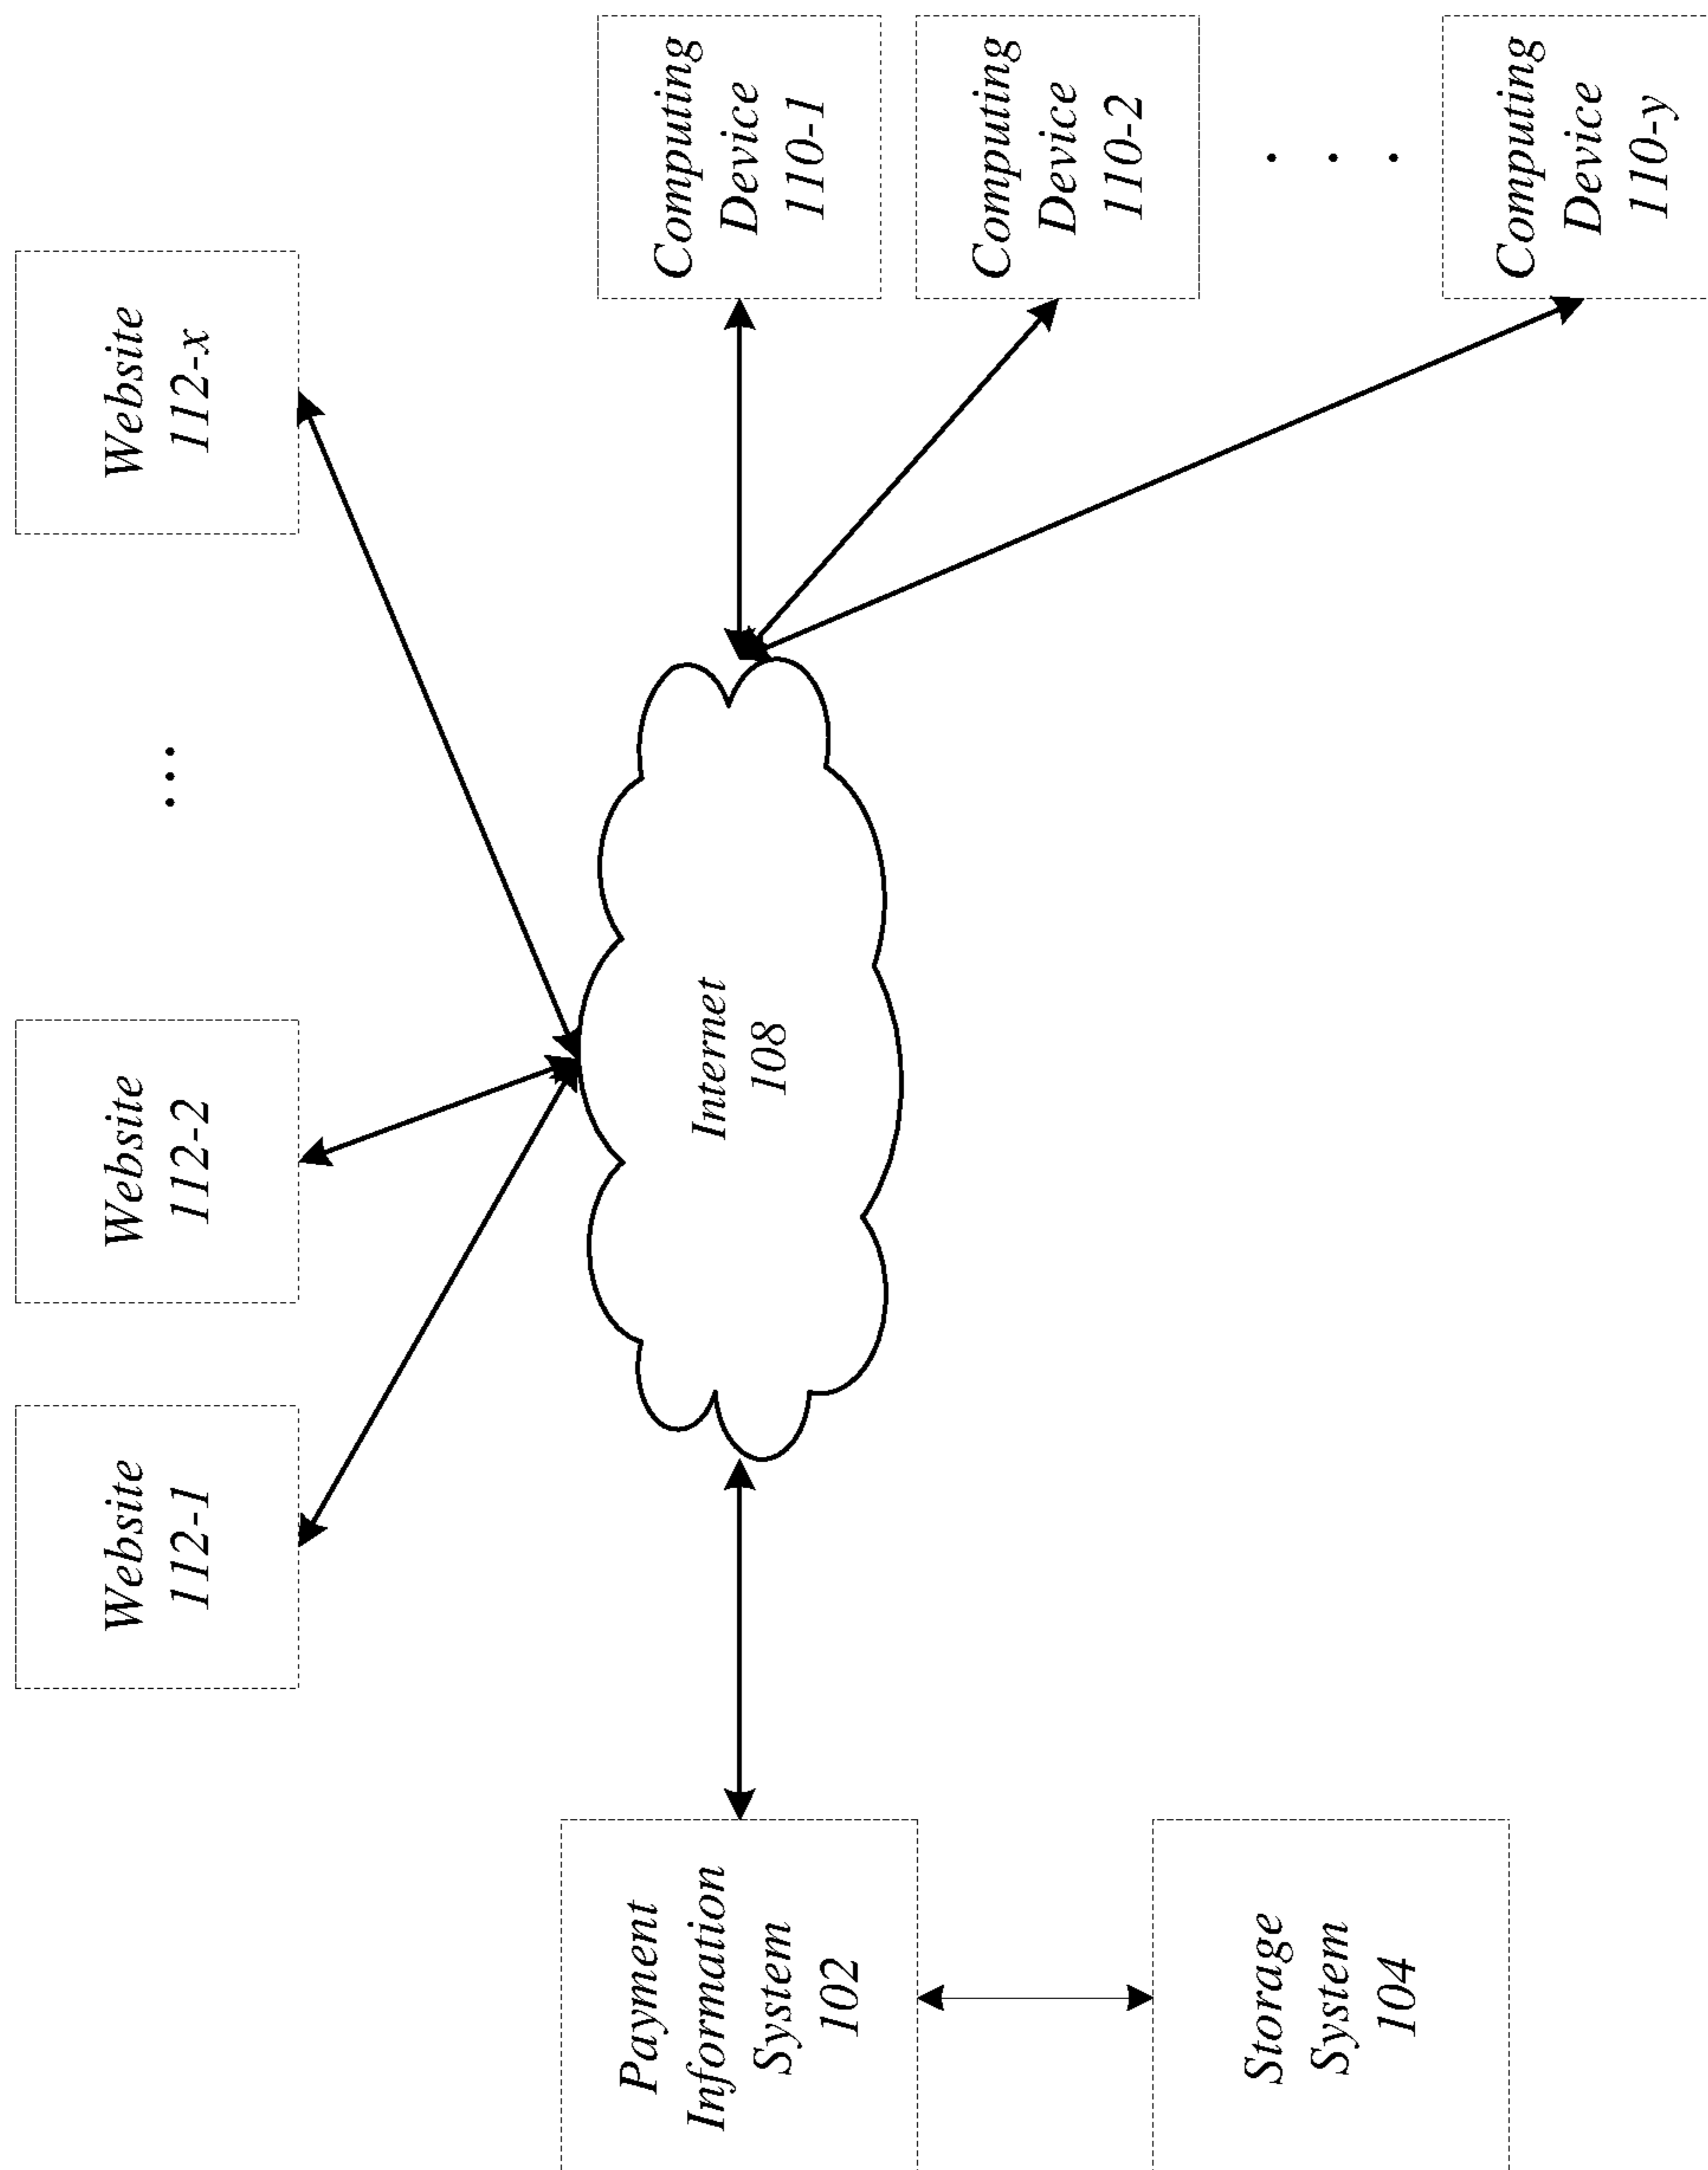 Website
112-1
Website
112-2
...
Website
112-x
Payment
Information
System
102
Internet
108
Computing
Device
110-1
Computing
Device
110-2
. . .
Storage
System
104
Computing
Device
110-y